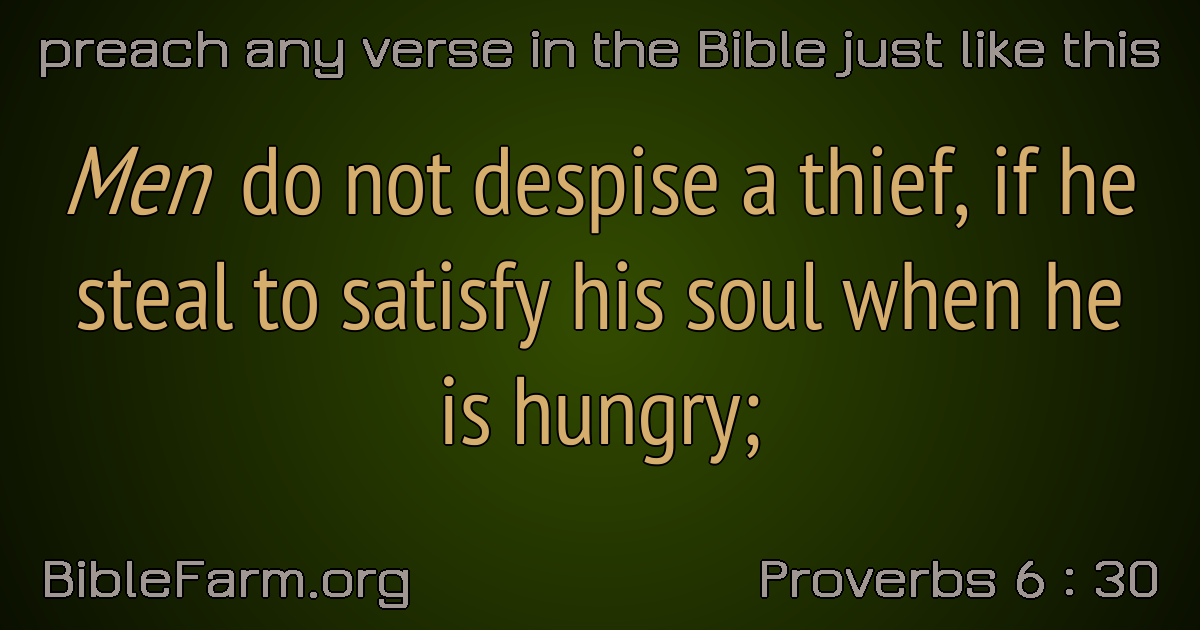 preach any verse in the Bible just like this
Men do not despise a thief, if he
steal to satisfy his soul when he
is hungry;
BibleFarm.org
Proverbs 6 : 30